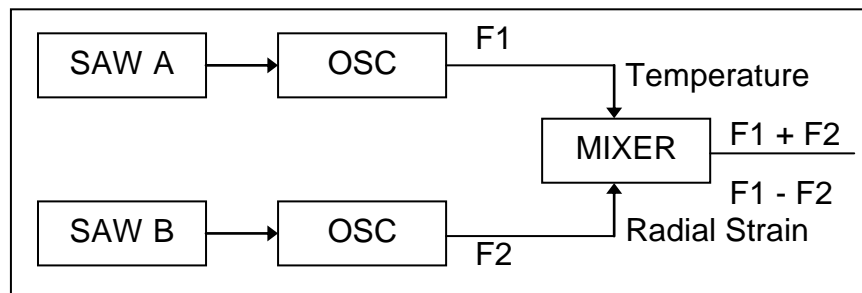 SAW A
OSC
F1
Temperature
MIXER
F1 + F2
F1 - F2
SAW B
OSC
F2
Radial Strain